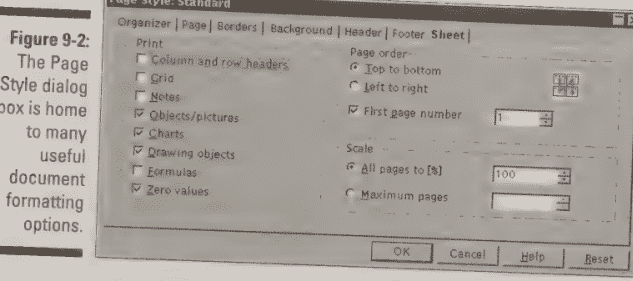 Page Style: Standard
Organizer | Page | Borders | Background | Header | Footer Sheet |
Figure 9-2:
The Page
Style dialog
box is home
to many
useful
document
formatting
options.
Print
Column and row headers
Grid
Notes
Objects/pictures
Charts
Drawing objects
Formulas
Zero values
Page order
Top to bottom
Left to right
First page number 1
Scale
All pages to [%] 100
Maximum pages
OK Cancel Help Reset